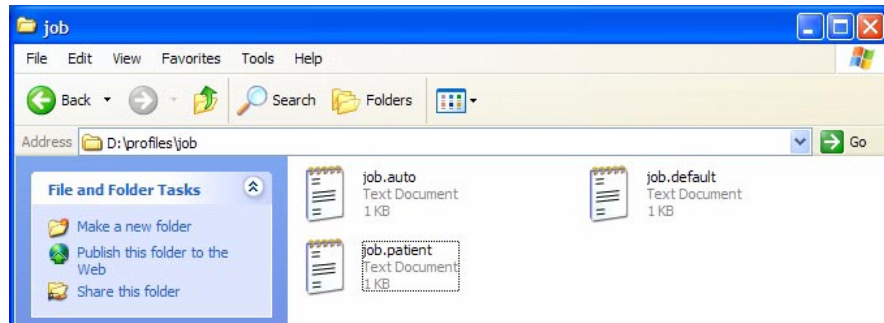 job
File Edit View Favorites Tools Help
Back Search Folders
Address D:\profiles\job Go
File and Folder Tasks
Make a new folder
Publish this folder to the
Web
Share this folder
job.auto
Text Document
1 KB
job.default
Text Document
1 KB
job.patient
Text Document
1 KB